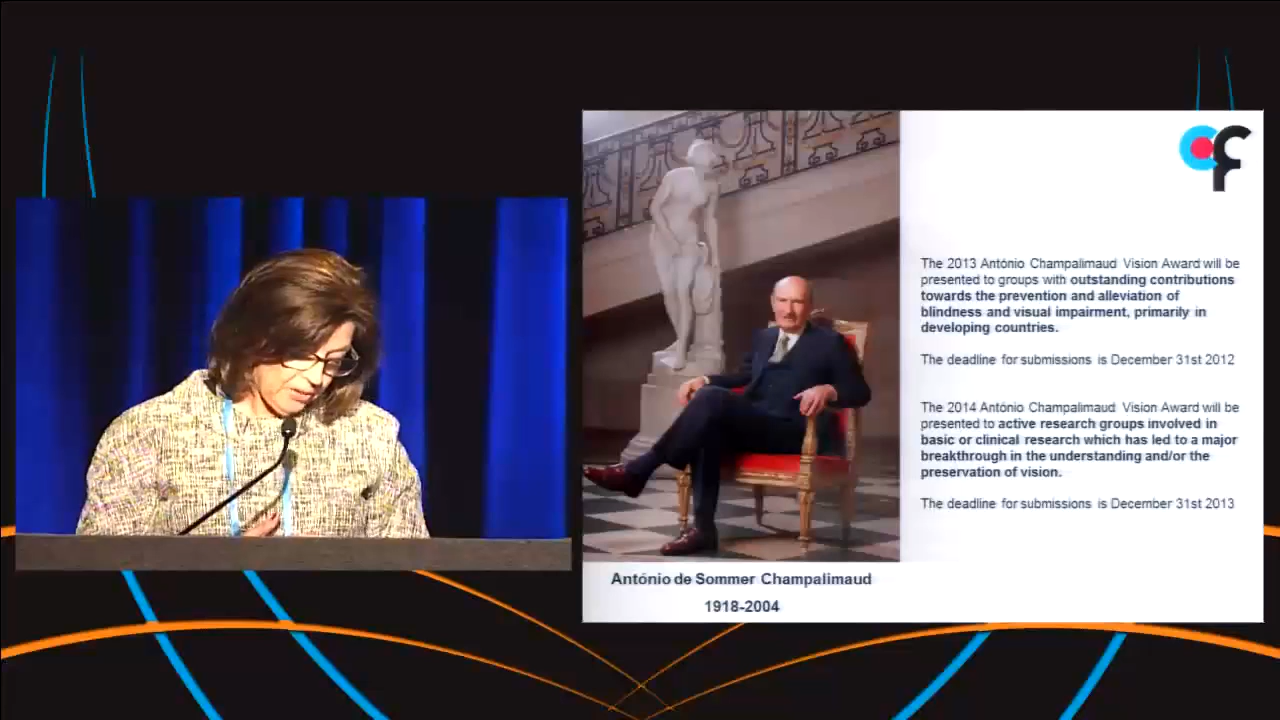 cf
The 2013 António Champalimaud Vision Award will be
presented to groups with outstanding contributions
towards the prevention and alleviation of
blindness and visual impairment, primarily in
developing countries.
The deadline for submissions is December 31st 2012
The 2014 António Champalimaud Vision Award will be
presented to active research groups involved in
basic or clinical research which has led to a major
breakthrough in the understanding and/or the
preservation of vision.
The deadline for submissions is December 31st 2013
António de Sommer Champalimaud
1918-2004